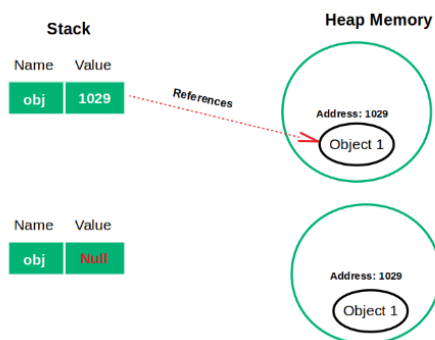 Stack
Heap Memory
Name Value
obj 1029
References
Address: 1029
Object 1
Name Value
obj Null
Address: 1029
Object 1